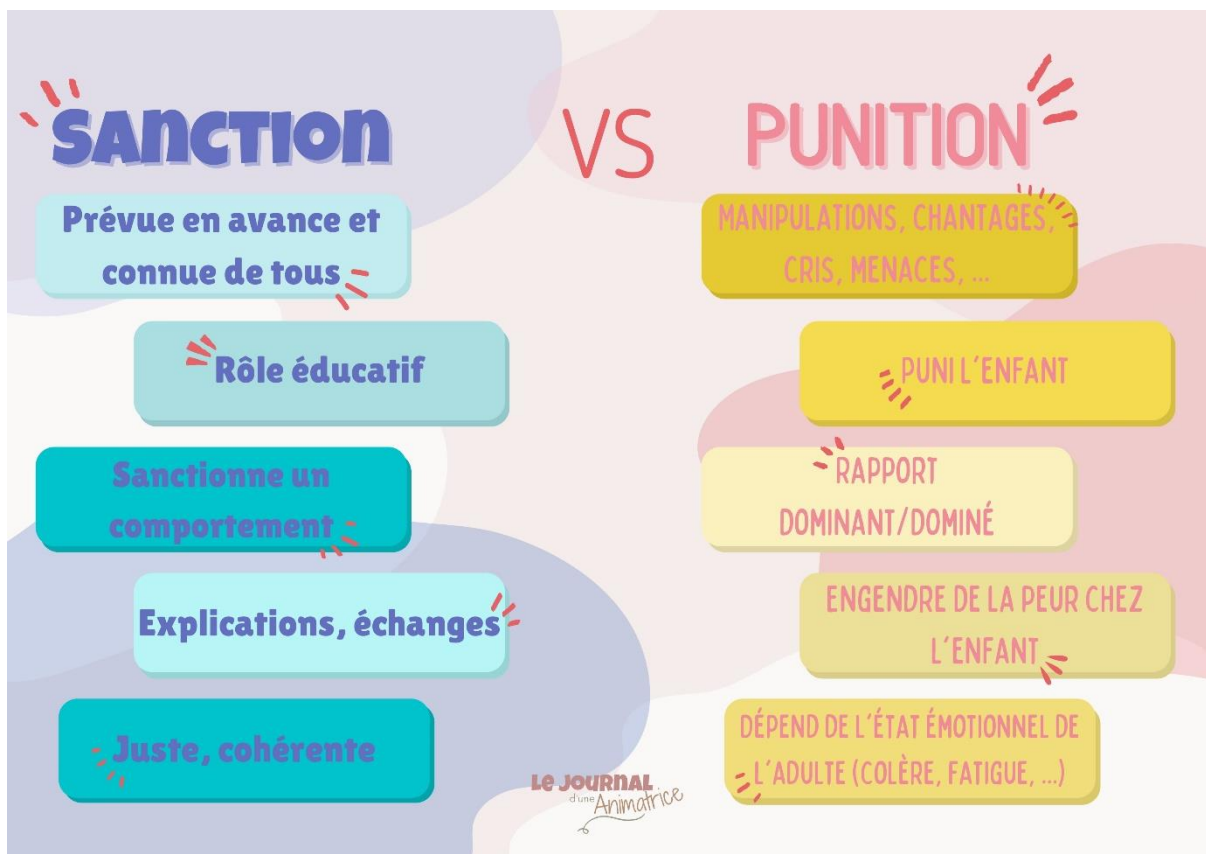 SANCTION
VS
PUNITION
Prévue en avance et
connue de tous
Rôle éducatif
Sanctionne un
comportement
Explications, échanges
Juste, cohérente
MANIPULATIONS, CHANTAGES,
CRIS, MENACES, ...
PUNI L'ENFANT
RAPPORT
DOMINANT/DOMINÉ
ENGENDRE DE LA PEUR CHEZ
L'ENFANT
DÉPEND DE L'ÉTAT ÉMOTIONNEL DE
L'ADULTE (COLÈRE, FATIGUE, ...)
Le JOURNAL
d'une Animatrice